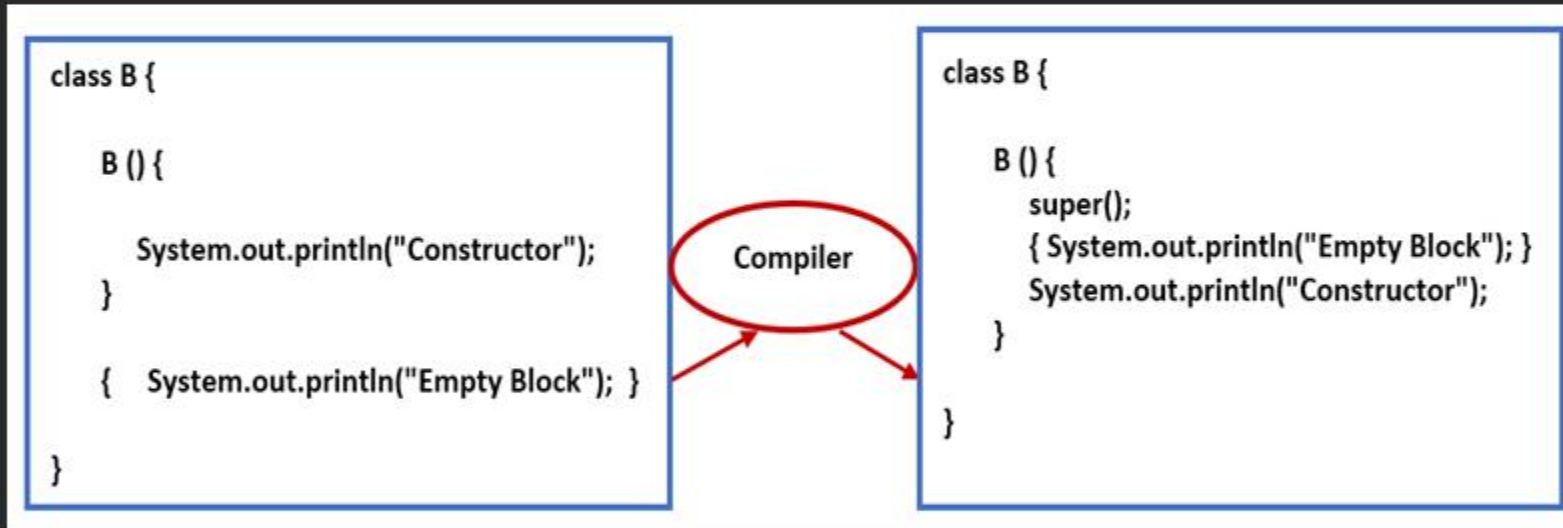 class B {
B () {
System.out.println("Constructor");
}
{ System.out.println("Empty Block"); }
}
Compiler
class B {
B () {
super();
{ System.out.println("Empty Block"); }
System.out.println("Constructor");
}
}